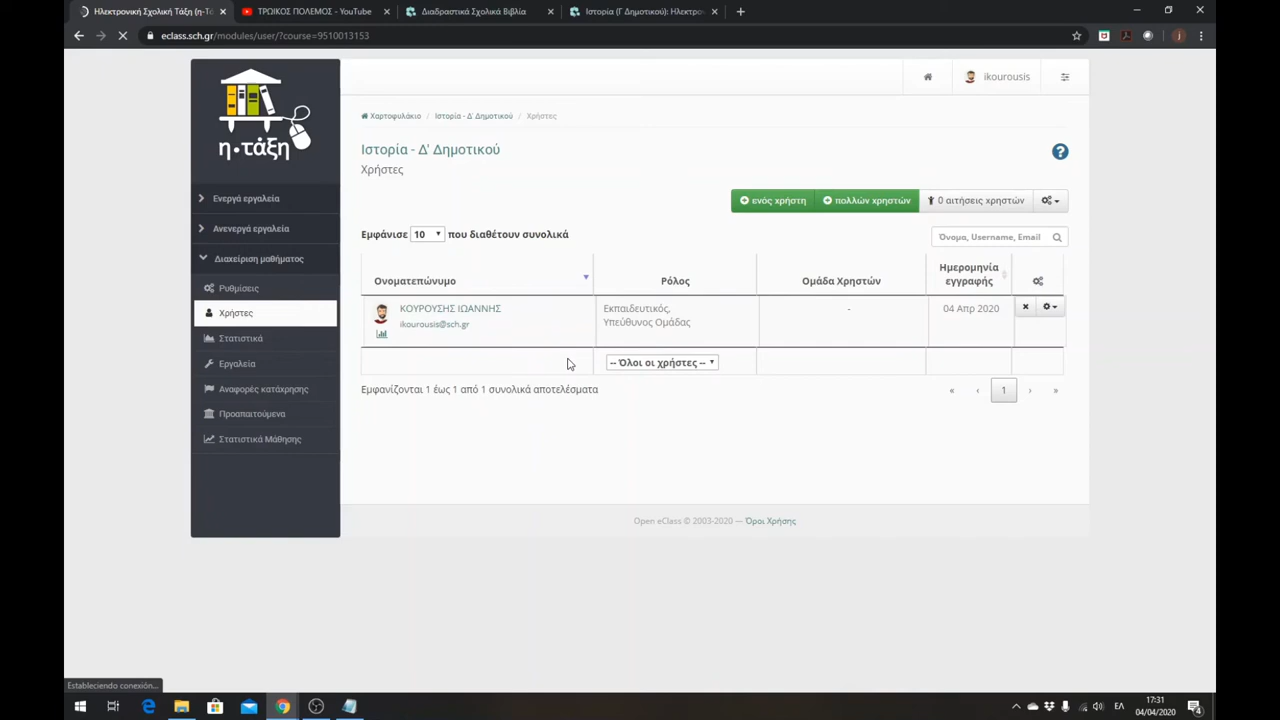 Ηλεκτρονική Σχολική Τάξη (η-Τά
ΤΡΩΙΚΟΣ ΠΟΛΕΜΟΣ - YouTube
Διαδραστικά Σχολικά Βιβλία
Ιστορία (Γ Δημοτικού): Ηλεκτρο
eclass.sch.gr/modules/user/?course=9510013153
j
η·τάξη
ikourousis
Χαρτοφυλάκιο / Ιστορία - Δ' Δημοτικού / Χρήστες
Ιστορία - Δ' Δημοτικού
Χρήστες
Ενεργά εργαλεία
Ανενεργά εργαλεία
Διαχείριση μαθήματος
Ρυθμίσεις
Χρήστες
Στατιστικά
Εργαλεία
Αναφορές κατάχρησης
Προαπαιτούμενα
Στατιστικά Μάθησης
ενός χρήστη
πολλών χρηστών
0 αιτήσεις χρηστών
Εμφάνισε 10 που διαθέτουν συνολικά
Όνομα, Username, Email
Ονοματεπώνυμο
Ρόλος
Ομάδα Χρηστών
Ημερομηνία
εγγραφής
ΚΟΥΡΟΥΣΗΣ ΙΩΑΝΝΗΣ
ikourousis@sch.gr
Εκπαιδευτικός,
Υπεύθυνος Ομάδας
-
04 Απρ 2020
-- Όλοι οι χρήστες --
Εμφανίζονται 1 έως 1 από 1 συνολικά αποτελέσματα
« ‹ 1 › »
Open eClass © 2003-2020 — Όροι Χρήσης
Estableciendo conexión...
ΕΛ
17:31
04/04/2020
4